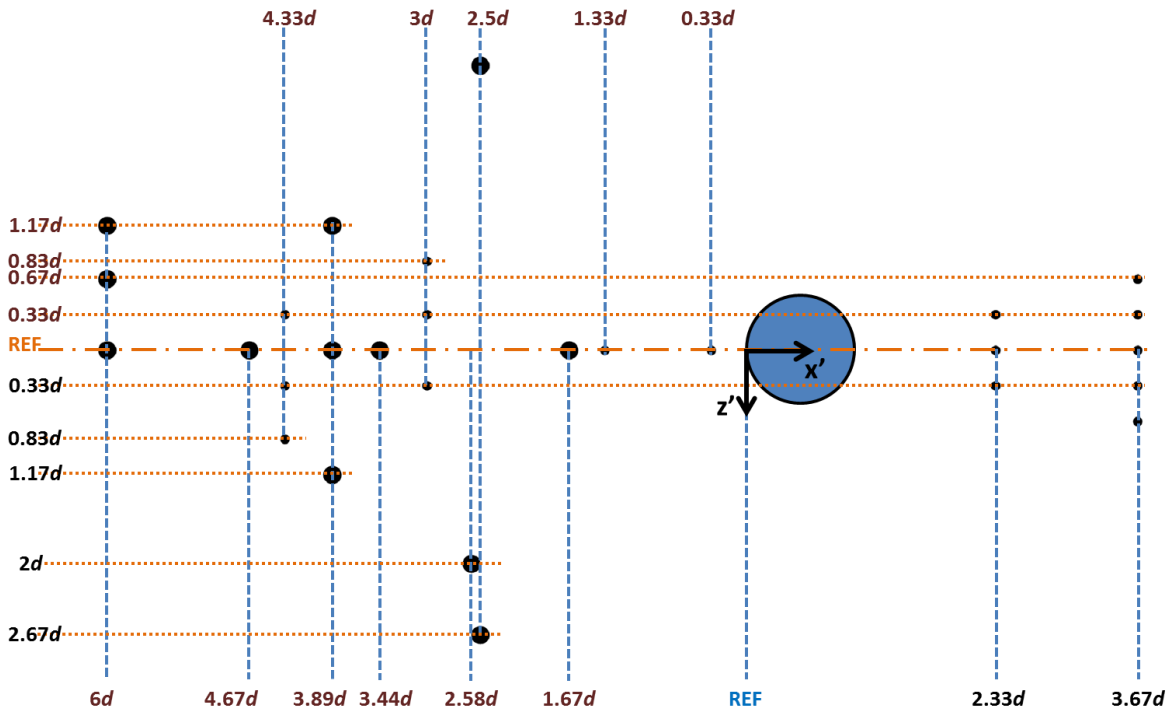 4.33d 3d 2.5d 1.33d 0.33d
1.17d
0.83d
0.67d
0.33d
REF
x'
0.33d
z'
0.83d
1.17d
2d
2.67d
6d 4.67d 3.89d 3.44d 2.58d 1.67d REF 2.33d 3.67d